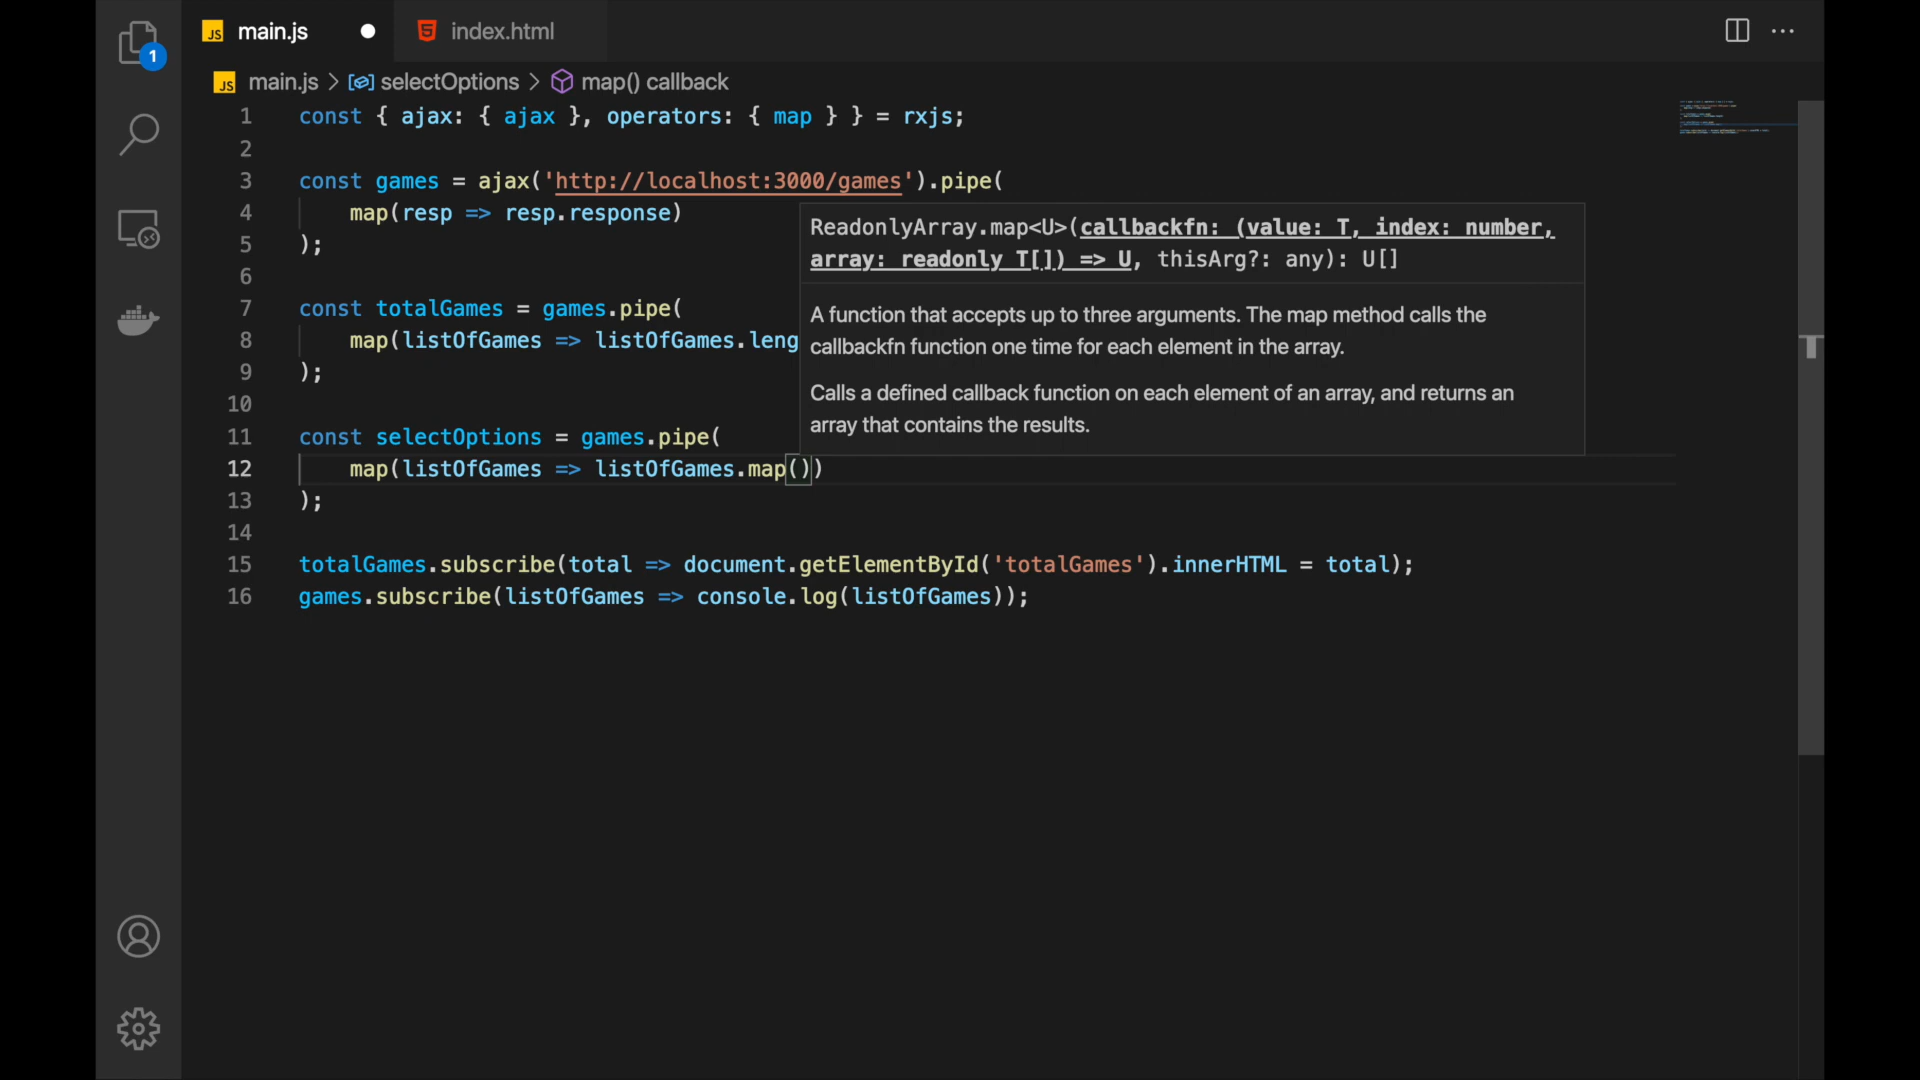 JS main.js
index.html
1
JS main.js > selectOptions > map() callback
1 const { ajax: { ajax }, operators: { map } } = rxjs;
2
3 const games = ajax('http://localhost:3000/games').pipe(
4 map(resp => resp.response)
5 );
6
7 const totalGames = games.pipe(
8 map(listOfGames => listOfGames.leng
9 );
10
11 const selectOptions = games.pipe(
12 map(listOfGames => listOfGames.map())
13 );
14
15 totalGames.subscribe(total => document.getElementById('totalGames').innerHTML = total);
16 games.subscribe(listOfGames => console.log(listOfGames));
ReadonlyArray.map<U>(callbackfn: (value: T, index: number,
array: readonly T[]) => U, thisArg?: any): U[]
A function that accepts up to three arguments. The map method calls the
callbackfn function one time for each element in the array.
Calls a defined callback function on each element of an array, and returns an
array that contains the results.